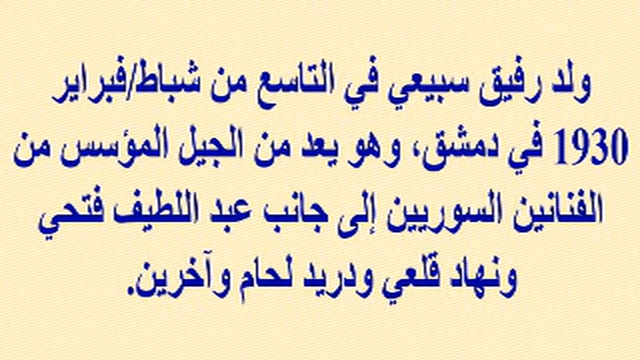 ولد رفيق سبيعي في التاسع من شباط/فبراير
1930 في دمشق، وهو يعد من الجيل المؤسس من
الفنانين السوريين إلى جانب عبد اللطيف فتحي
ونهاد قلعي ودريد لحام وآخرين.